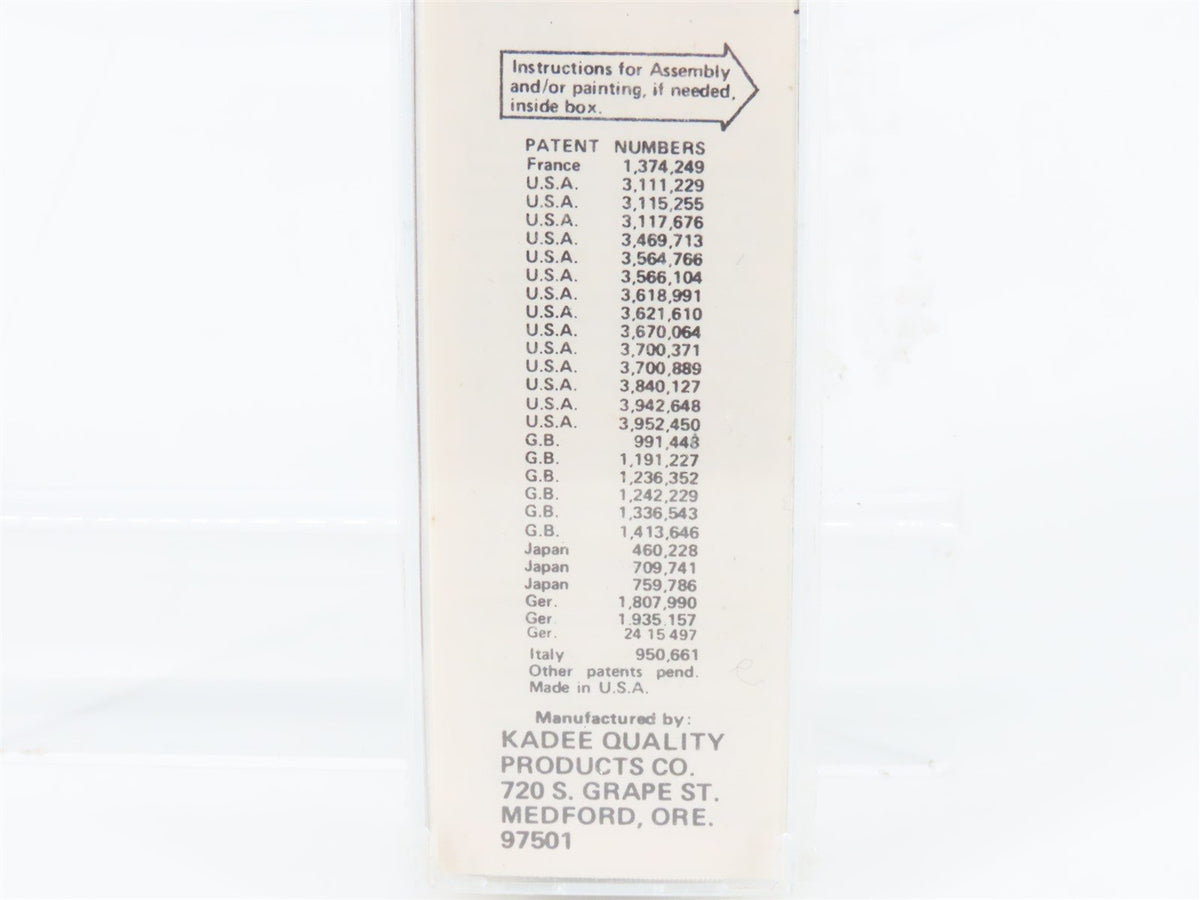 Instructions for Assembly
and/or painting, if needed,
inside box.
PATENT NUMBERS
France 1,374,249
U.S.A. 3,111,229
U.S.A. 3,115,255
U.S.A. 3,117,676
U.S.A. 3,469,713
U.S.A. 3,564,766
U.S.A. 3,566,104
U.S.A. 3,618,991
U.S.A. 3,621,610
U.S.A. 3,670,064
U.S.A. 3,700,371
U.S.A. 3,700,889
U.S.A. 3,840,127
U.S.A. 3,942,648
U.S.A. 3,952,450
G.B. 991,448
G.B. 1,191,227
G.B. 1,236,352
G.B. 1,242,229
G.B. 1,336,543
G.B. 1,413,646
Japan 460,228
Japan 709,741
Japan 759,786
Ger. 1,807,990
Ger. 1.935.157
Ger. 24 15 497
Italy 950,661
Other patents pend.
Made in U.S.A.
Manufactured by:
KADEE QUALITY
PRODUCTS CO.
720 S. GRAPE ST.
MEDFORD, ORE.
97501